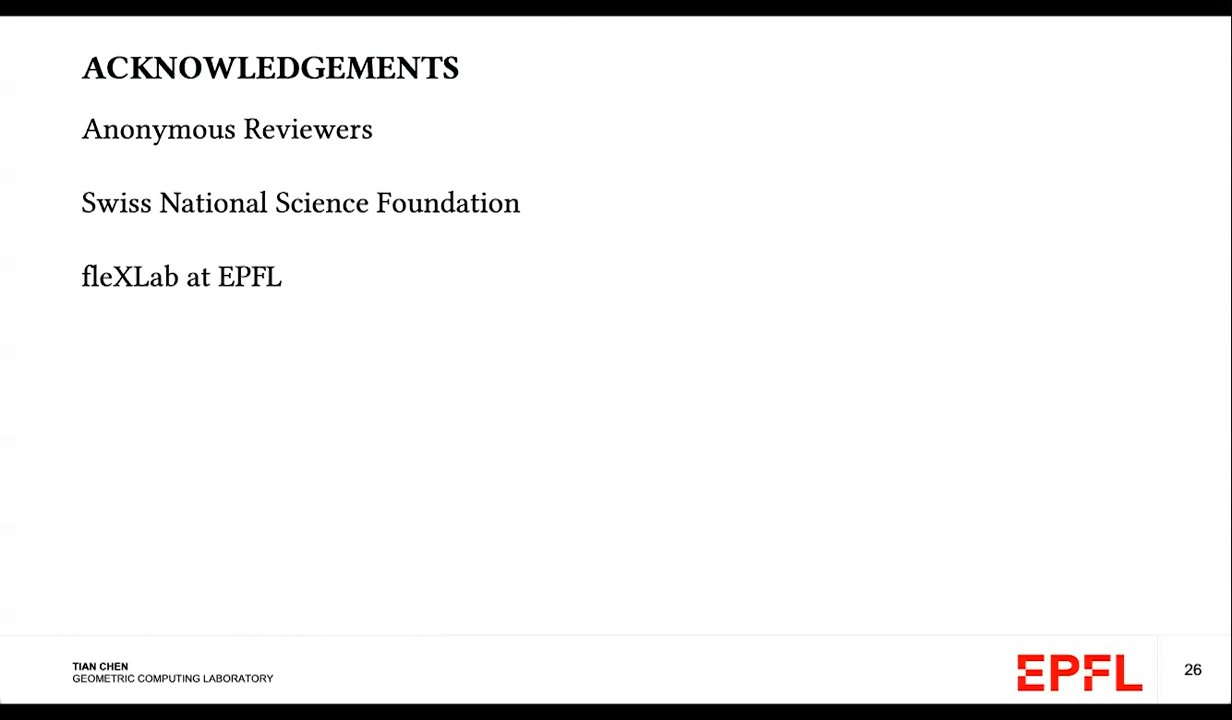 ACKNOWLEDGEMENTS
Anonymous Reviewers
Swiss National Science Foundation
fleXLab at EPFL
TIAN CHEN
GEOMETRIC COMPUTING LABORATORY
EPFL
26